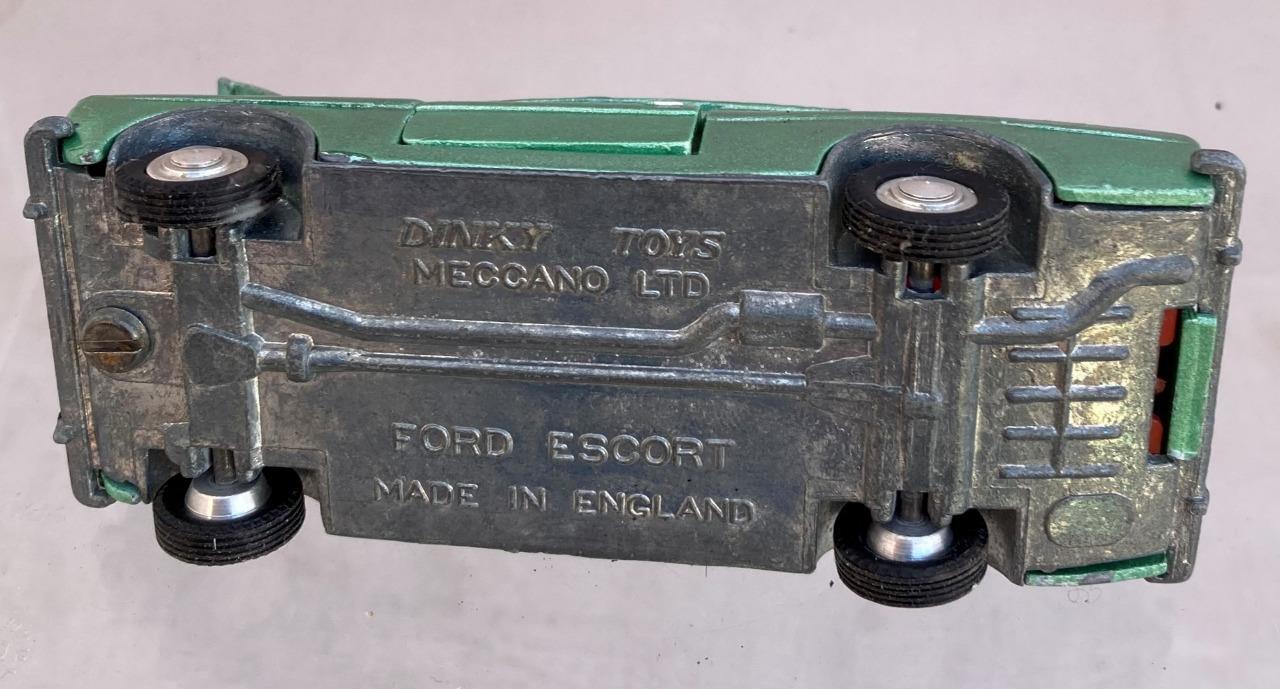 DINKY TOYS
MECCANO LTD
FORD ESCORT
MADE IN ENGLAND